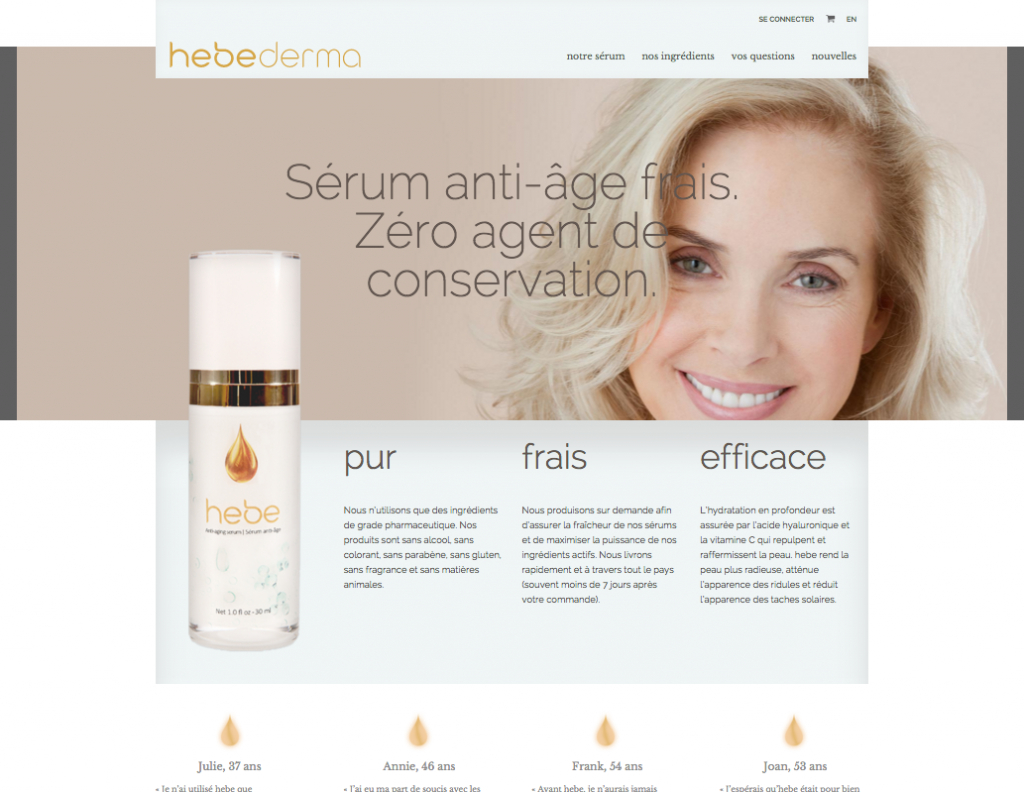 SE CONNECTER
EN
hebederma
notre sérum
nos ingrédients
vos questions
nouvelles
Sérum anti-âge frais.
Zéro agent de
conservation.
hebe
Anti-aging serum | Sérum anti-âge
Net 1.0 fl oz - 30 ml
pur
Nous n'utilisons que des ingrédients
de grade pharmaceutique. Nos
produits sont sans alcool, sans
colorant, sans parabène, sans gluten,
sans fragrance et sans matières
animales.
frais
Nous produisons sur demande afin
d'assurer la fraîcheur de nos sérums
et de maximiser la puissance de nos
ingrédients actifs. Nous livrons
rapidement et à travers tout le pays
(souvent moins de 7 jours après
votre commande).
efficace
L'hydratation en profondeur est
assurée par l'acide hyaluronique et
la vitamine C qui repulpent et
raffermissent la peau. hebe rend la
peau plus radieuse, atténue
l'apparence des ridules et réduit
l'apparence des taches solaires.
Julie, 37 ans
« Je n'ai utilisé hebe que
Annie, 46 ans
« J'ai eu ma part de soucis avec les
Frank, 54 ans
« Avant hebe, je n'aurais jamais
Joan, 53 ans
« J'espérais qu'hebe était pour bien